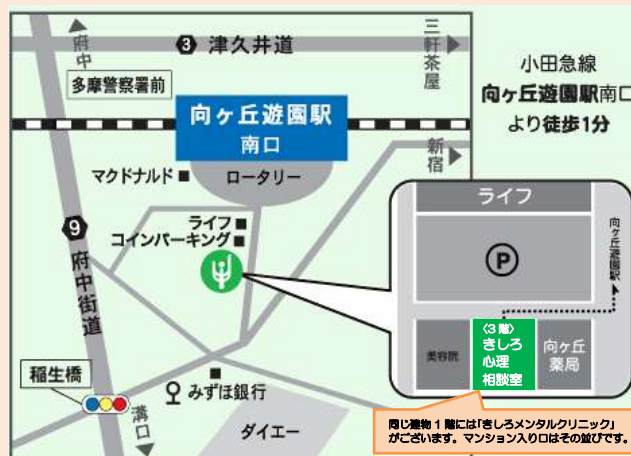 府中
3 津久井道
三軒茶屋
多摩警察署前
小田急線
向ヶ丘遊園駅南口
より徒歩1分
向ヶ丘遊園駅
南口
新宿
マクドナルド
ロータリー
ライフ
コインパーキング
9 府中街道
ライフ
P
向ヶ丘遊園駅
美容院
〈3階〉
きしろ
心理
相談室
向ヶ丘
薬局
稲生橋
みずほ銀行
溝口
ダイエー
同じ建物1階には「きしろメンタルクリニック」
がございます。マンション入り口はその並びです。